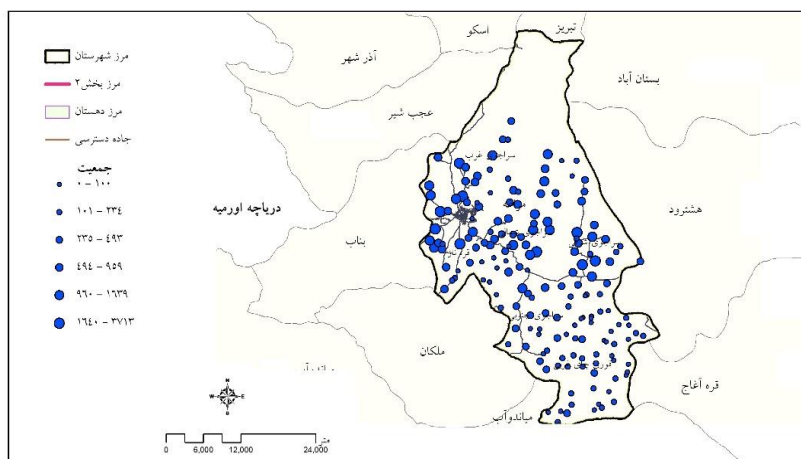 مرز شهرستان
مرز بخش۲
مرز دهستان
جاده دسترسی
جمعیت
۰ - ۱۰۰
۱۰۱ - ۲۳۴
۲۳۵ - ۴۹۳
۴۹۴ - ۹۵۹
۹۶۰ - ۱۶۳۹
۱۶۴۰ - ۳۷۱۳
تبریز
اسکو
آذر شهر
بستان آباد
عجب شیر
سراجوی غرب
هشترود
دریاچه اورمیه
بناب
ملکان
قره آغاج
میاندوآب
N
W E
S
0 6,000 12,000 24,000
متر